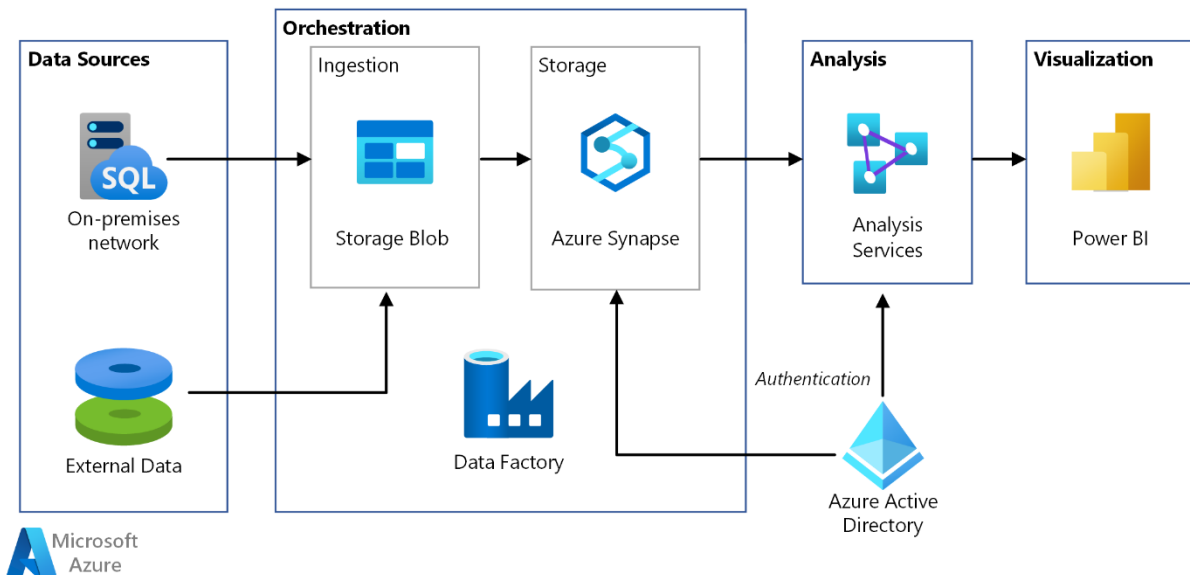 Data Sources
SQL
On-premises
network
External Data
Orchestration
Ingestion
Storage Blob
Storage
Azure Synapse
Data Factory
Analysis
Analysis
Services
Authentication
Azure Active
Directory
Visualization
Power BI
Microsoft
Azure